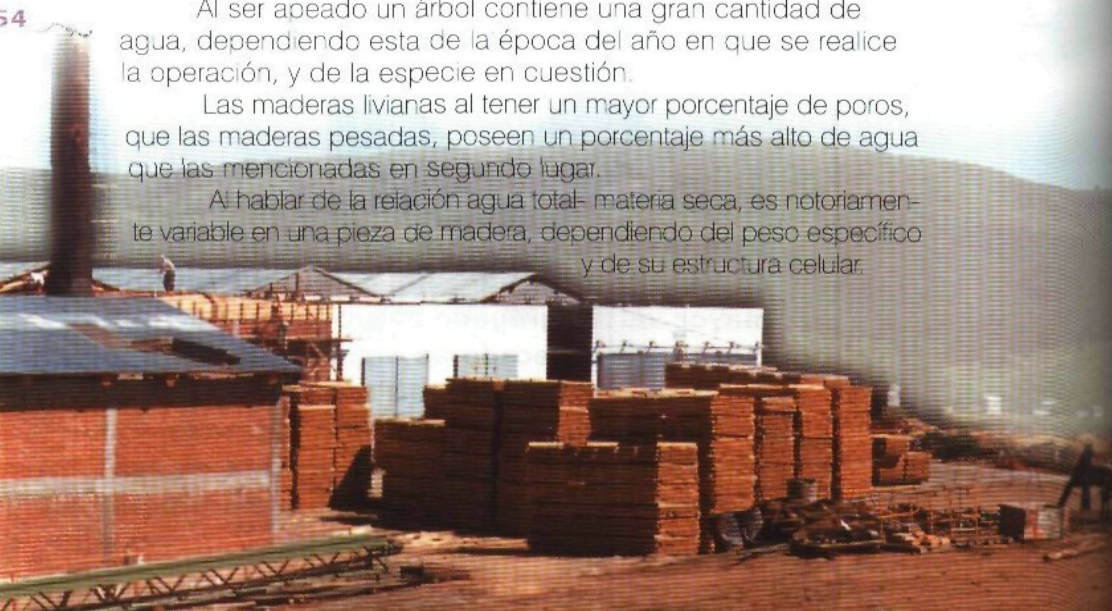 54
Al ser apeado un árbol contiene una gran cantidad de
agua, dependiendo esta de la época del año en que se realice
la operación, y de la especie en cuestión.
Las maderas livianas al tener un mayor porcentaje de poros,
que las maderas pesadas, poseen un porcentaje más alto de agua
que las mencionadas en segundo lugar.
Al hablar de la relación agua total- materia seca, es notoriamen-
te variable en una pieza de madera, dependiendo del peso específico
y de su estructura celular.